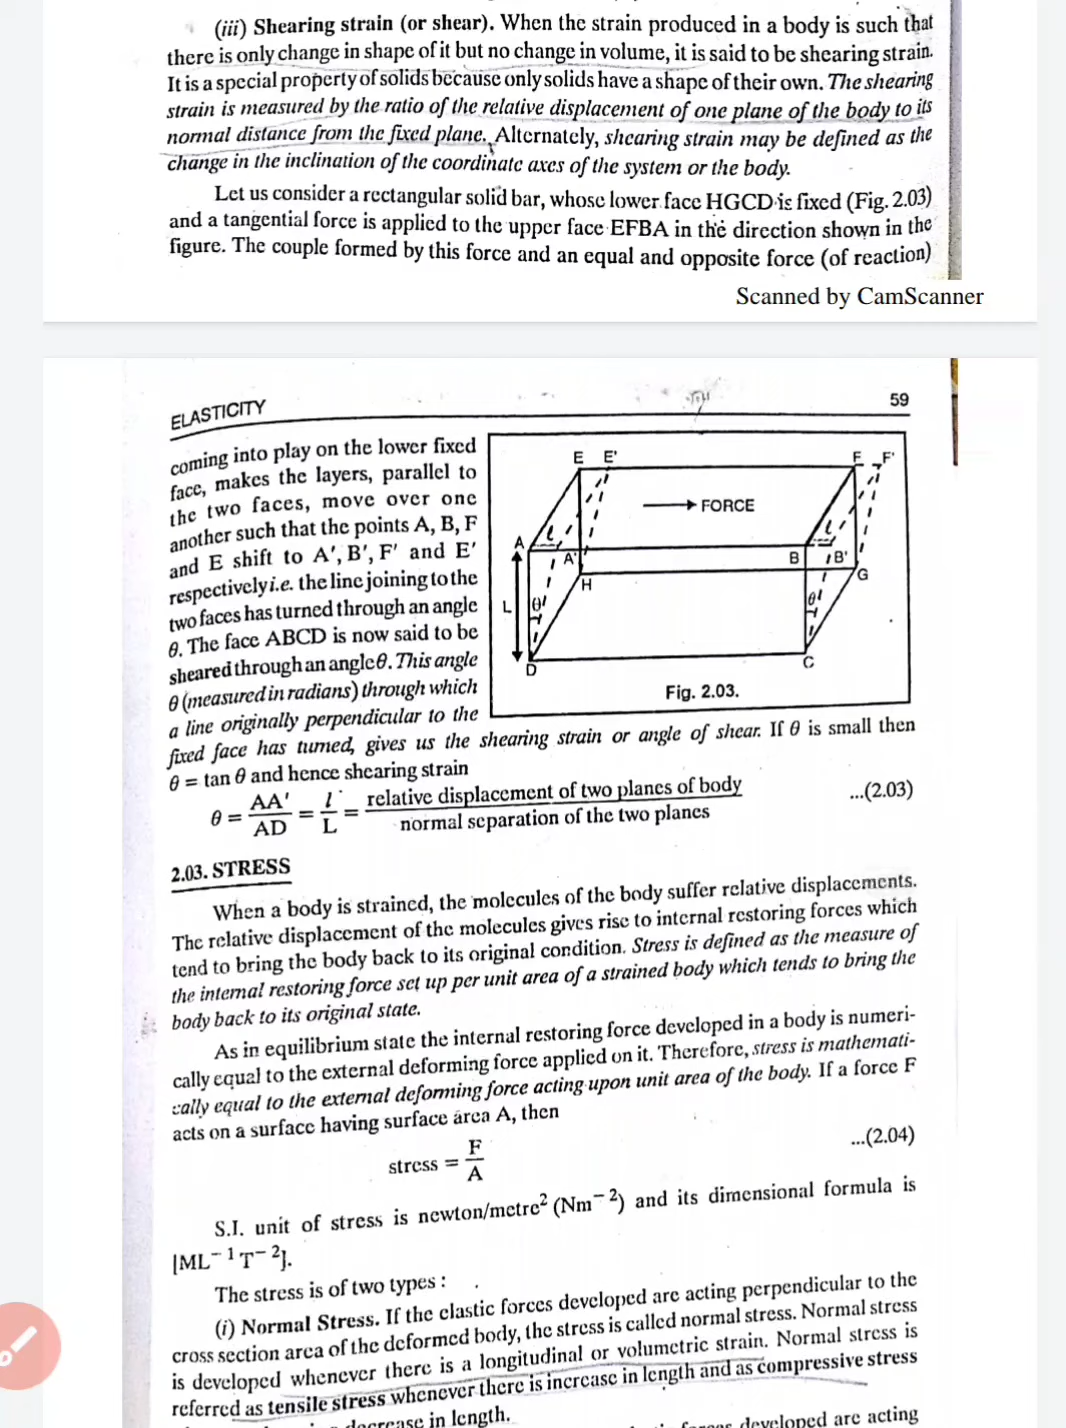 (iii) Shearing strain (or shear). When the strain produced in a body is such that
there is only change in shape of it but no change in volume, it is said to be shearing strain.
It is a special property of solids because only solids have a shape of their own. The shearing
strain is measured by the ratio of the relative displacement of one plane of the body to its
normal distance from the fixed plane. Alternately, shearing strain may be defined as the
change in the inclination of the coordinate axes of the system or the body.
Let us consider a rectangular solid bar, whose lower face HGCD is fixed (Fig. 2.03)
and a tangential force is applied to the upper face EFBA in the direction shown in the
figure. The couple formed by this force and an equal and opposite force (of reaction)
Scanned by CamScanner
ELASTICITY
59
coming into play on the lower fixed
face, makes the layers, parallel to
the two faces, move over one
another such that the points A, B, F
and E shift to A', B', F' and E'
respectively i.e. the line joining to the
two faces has turned through an angle
θ. The face ABCD is now said to be
sheared through an angle θ. This angle
θ (measured in radians) through which
a line originally perpendicular to the
E E' F F'
FORCE
l l
A A' B B'
H G
L θ θ
D C
Fig. 2.03.
fixed face has turned, gives us the shearing strain or angle of shear. If θ is small then
θ = tan θ and hence shearing strain
θ = AA'/AD = l/L = relative displacement of two planes of body / normal separation of the two planes ...(2.03)
2.03. STRESS
When a body is strained, the molecules of the body suffer relative displacements.
The relative displacement of the molecules gives rise to internal restoring forces which
tend to bring the body back to its original condition. Stress is defined as the measure of
the internal restoring force set up per unit area of a strained body which tends to bring the
body back to its original state.
As in equilibrium state the internal restoring force developed in a body is numeri-
cally equal to the external deforming force applied on it. Therefore, stress is mathemati-
cally equal to the external deforming force acting upon unit area of the body. If a force F
acts on a surface having surface area A, then
stress = F/A ...(2.04)
S.I. unit of stress is newton/metre² (Nm⁻²) and its dimensional formula is
[ML⁻¹T⁻²].
The stress is of two types :
(i) Normal Stress. If the elastic forces developed are acting perpendicular to the
cross section area of the deformed body, the stress is called normal stress. Normal stress
is developed whenever there is a longitudinal or volumetric strain. Normal stress is
referred as tensile stress whenever there is increase in length and as compressive stress
decrease in length.
developed are acting